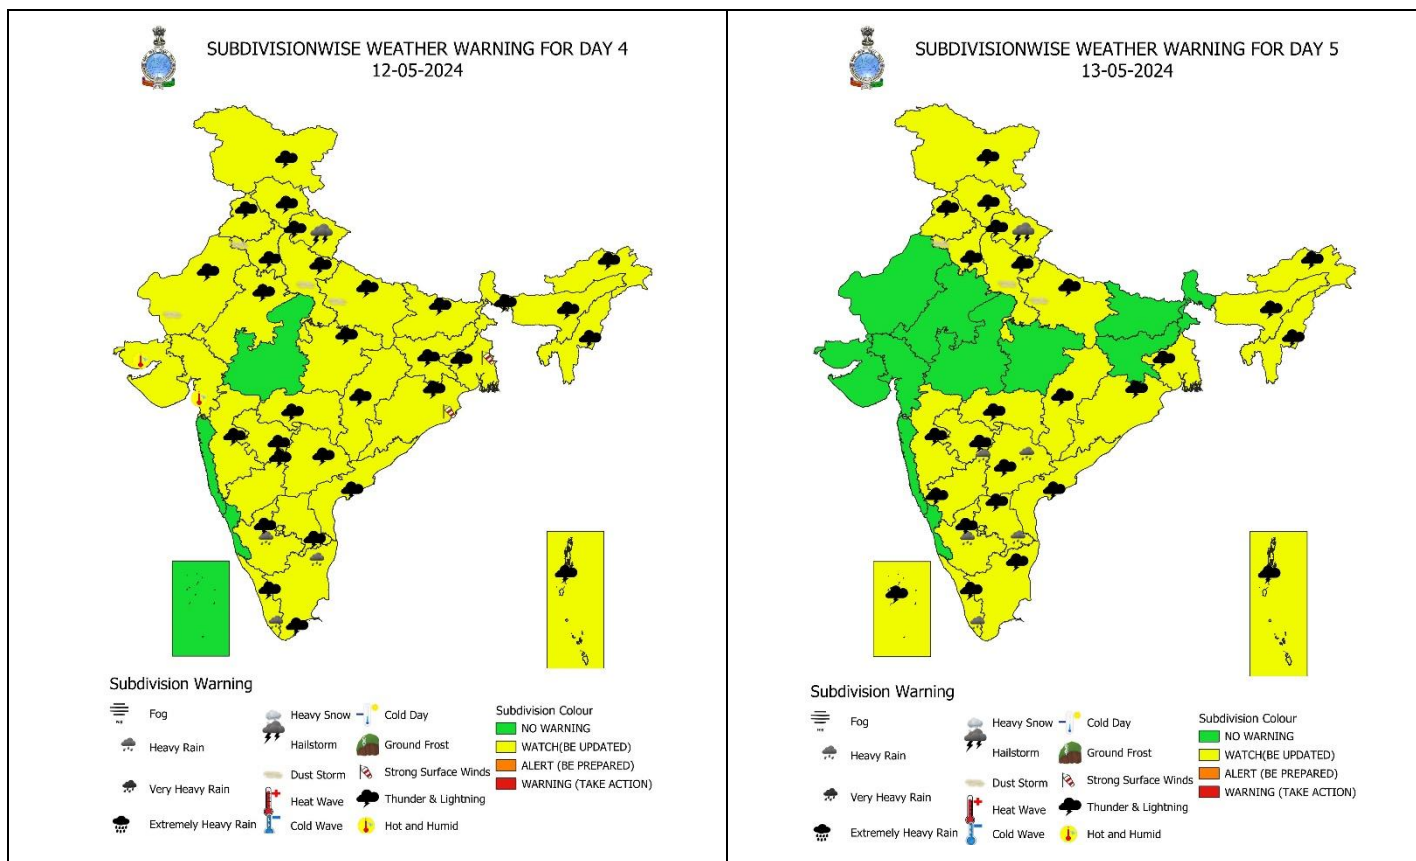 SUBDIVISIONWISE WEATHER WARNING FOR DAY 4
12-05-2024
Subdivision Warning
Fog
Heavy Rain
Very Heavy Rain
Extremely Heavy Rain
Heavy Snow
Hailstorm
Dust Storm
Heat Wave
Cold Wave
Cold Day
Ground Frost
Strong Surface Winds
Thunder & Lightning
Hot and Humid
Subdivision Colour
NO WARNING
WATCH(BE UPDATED)
ALERT (BE PREPARED)
WARNING (TAKE ACTION)
SUBDIVISIONWISE WEATHER WARNING FOR DAY 5
13-05-2024
Subdivision Warning
Fog
Heavy Rain
Very Heavy Rain
Extremely Heavy Rain
Heavy Snow
Hailstorm
Dust Storm
Heat Wave
Cold Wave
Cold Day
Ground Frost
Strong Surface Winds
Thunder & Lightning
Hot and Humid
Subdivision Colour
NO WARNING
WATCH(BE UPDATED)
ALERT (BE PREPARED)
WARNING (TAKE ACTION)